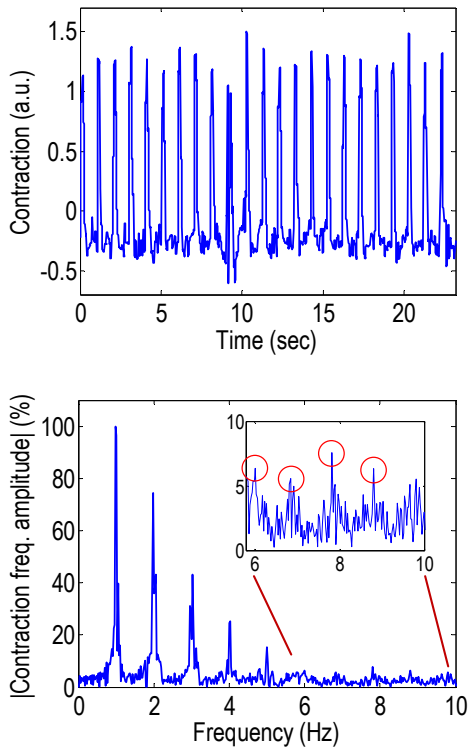 Contraction (a.u.)
1.5
1
0.5
0
-0.5
0 5 10 15 20
Time (sec)
|Contraction freq. amplitude| (%)
100
80
60
40
20
0
10
5
0
6 8 10
0 2 4 6 8 10
Frequency (Hz)